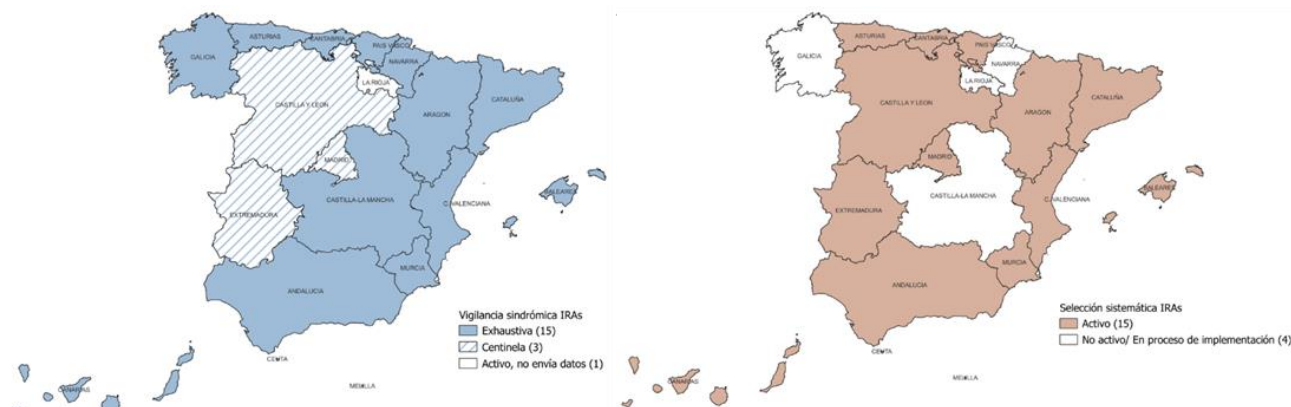 ASTURIAS
CANTABRIA
PAIS VASCO
GALICIA
NAVARRA
LA RIOJA
CATALUÑA
CASTILLA Y LEON
ARAGON
MADRID
BALEARES
EXTREMADURA
CASTILLA-LA MANCHA
C. VALENCIANA
MURCIA
ANDALUCIA
CEUTA
MELILLA
CANARIAS
Vigilancia sindrómica IRAs
Exhaustiva (15)
Centinela (3)
Activo, no envía datos (1)
ASTURIAS
CANTABRIA
PAIS VASCO
GALICIA
NAVARRA
LA RIOJA
CATALUÑA
CASTILLA Y LEON
ARAGON
MADRID
BALEARES
CASTILLA-LA MANCHA
C. VALENCIANA
EXTREMADURA
MURCIA
ANDALUCIA
CEUTA
MELILLA
CANARIAS
Selección sistemática IRAs
Activo (15)
No activo/ En proceso de implementación (4)